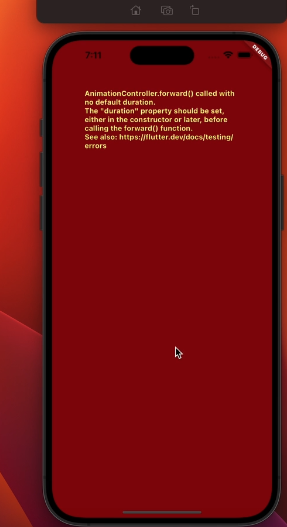 7:11
DEBUG
AnimationController.forward() called with
no default duration.
The "duration" property should be set,
either in the constructor or later, before
calling the forward() function.
See also: https://flutter.dev/docs/testing/
errors